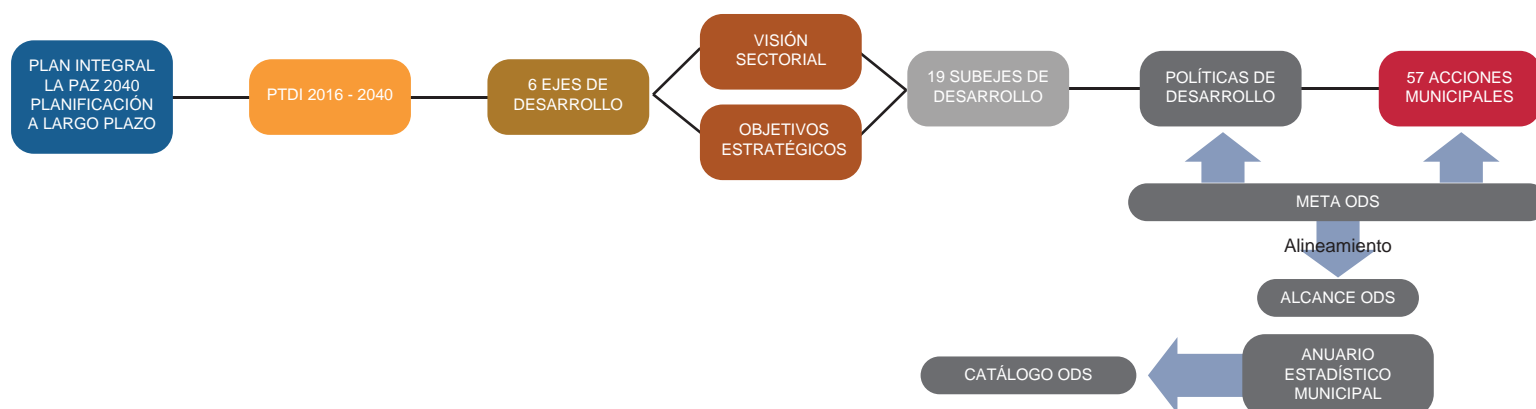 PLAN INTEGRAL
LA PAZ 2040
PLANIFICACIÓN
A LARGO PLAZO
PTDI 2016 - 2040
6 EJES DE
DESARROLLO
VISIÓN
SECTORIAL
OBJETIVOS
ESTRATÉGICOS
19 SUBEJES DE
DESARROLLO
POLÍTICAS DE
DESARROLLO
57 ACCIONES
MUNICIPALES
META ODS
Alineamiento
ALCANCE ODS
ANUARIO
ESTADÍSTICO
MUNICIPAL
CATÁLOGO ODS